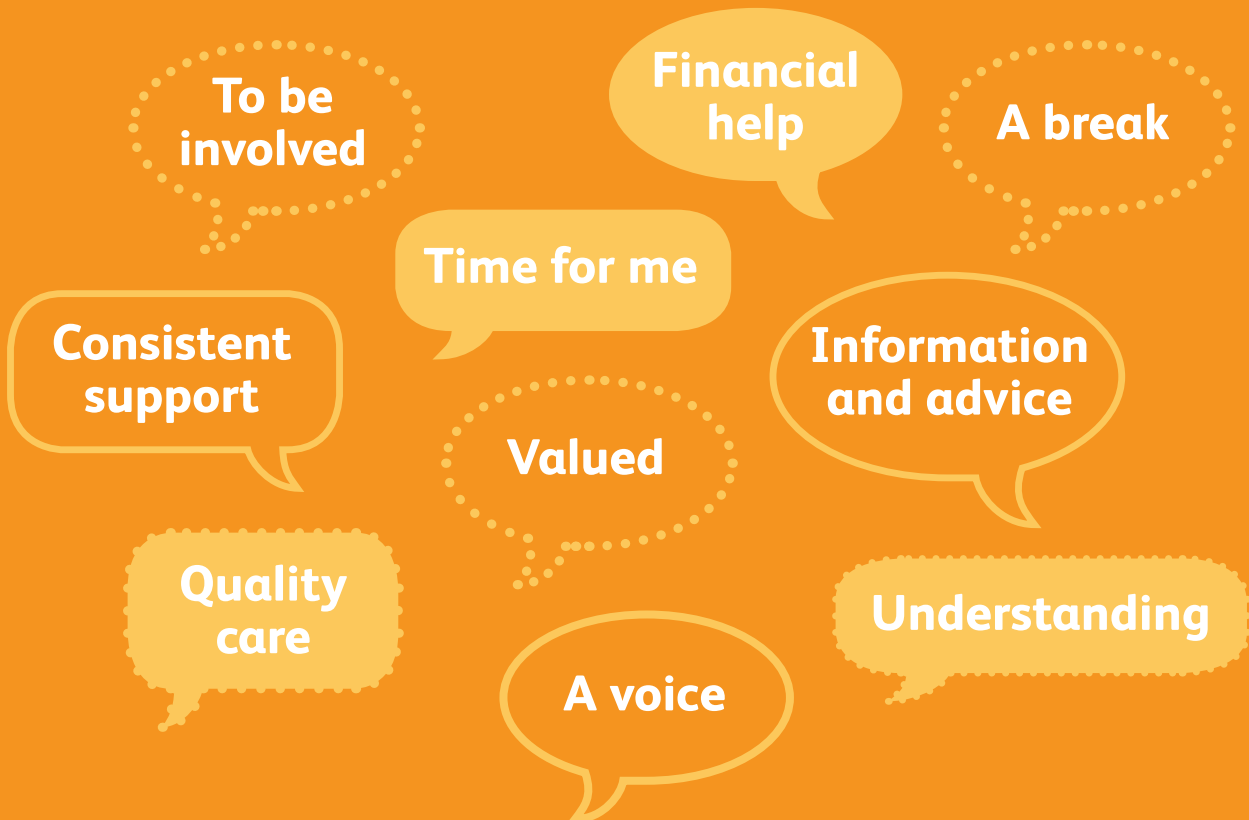 To be
involved
Financial
help
A break
Time for me
Consistent
support
Information
and advice
Valued
Quality
care
Understanding
A voice